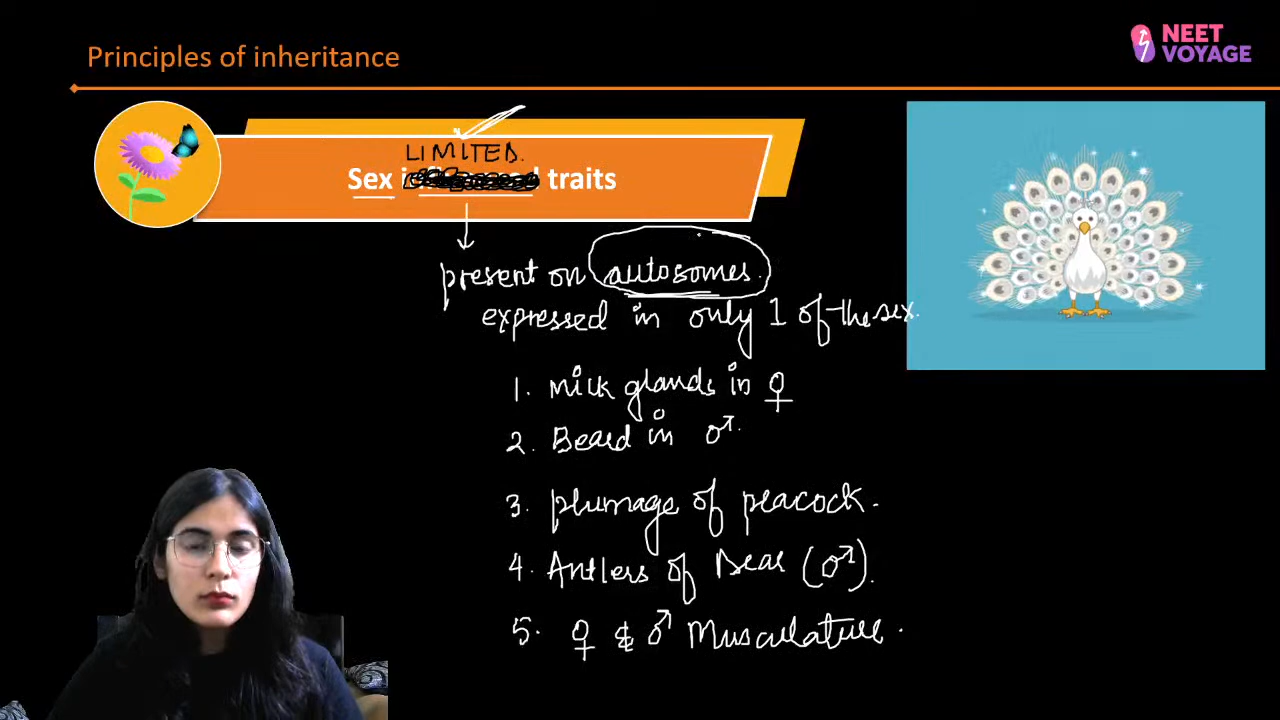 Principles of inheritance
NEET
VOYAGE
LIMITED.
Sex traits
present on autosomes.
expressed in only 1 of the sex.
1. Milk glands in ♀
2. Beard in ♂.
3. plumage of peacock.
4. Antlers of Dear (♂).
5. ♀ & ♂ Musculature.